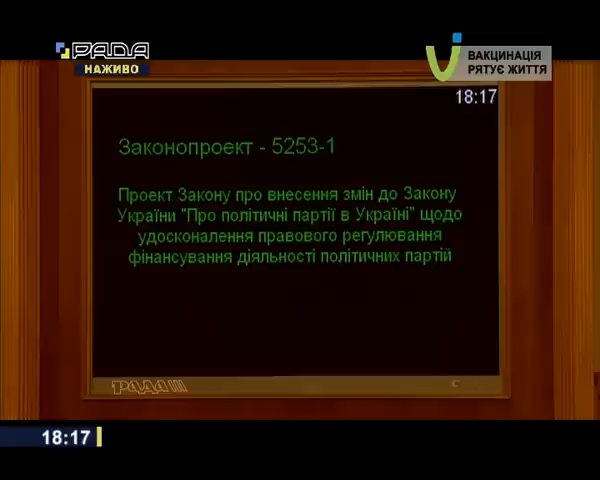 РАДА
НАЖИВО
ВАКЦИНАЦІЯ
РЯТУЄ ЖИТТЯ
18:17
Законопроект - 5253-1
Проект Закону про внесення змін до Закону
України "Про політичні партії в Україні" щодо
удосконалення правового регулювання
фінансування діяльності політичних партій
РАДА III
С
18:17